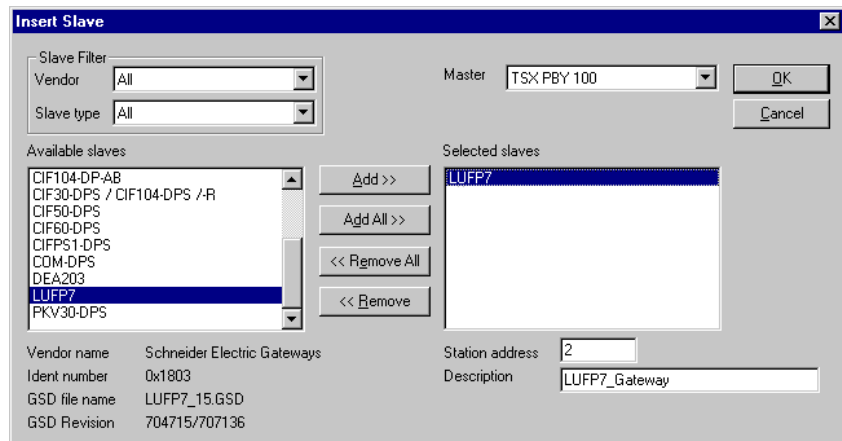 Insert Slave
Slave Filter
Vendor All
Slave type All
Master TSX PBY 100
OK
Cancel
Available slaves
CIF104-DP-AB
CIF30-DPS / CIF104-DPS /-R
CIF50-DPS
CIF60-DPS
CIFPS1-DPS
COM-DPS
DEA203
LUFP7
PKV30-DPS
Add >>
Add All >>
<< Remove All
<< Remove
Selected slaves
LUFP7
Vendor name Schneider Electric Gateways
Ident number 0x1803
GSD file name LUFP7_15.GSD
GSD Revision 704715/707136
Station address 2
Description LUFP7_Gateway